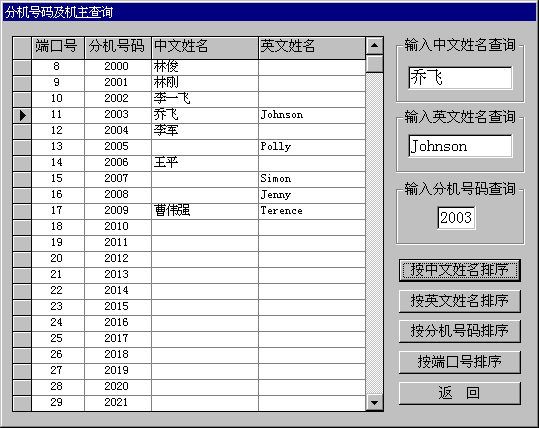 分机号码及机主查询
端口号 分机号码 中文姓名 英文姓名
8 2000 林俊
9 2001 林刚
10 2002 李一飞
11 2003 乔飞 Johnson
12 2004 李军
13 2005 Polly
14 2006 王平
15 2007 Simon
16 2008 Jenny
17 2009 曹伟强 Terence
18 2010
19 2011
20 2012
21 2013
22 2014
23 2015
24 2016
25 2017
26 2018
27 2019
28 2020
29 2021
输入中文姓名查询
乔飞
输入英文姓名查询
Johnson
输入分机号码查询
2003
按中文姓名排序
按英文姓名排序
按分机号码排序
按端口号排序
返 回